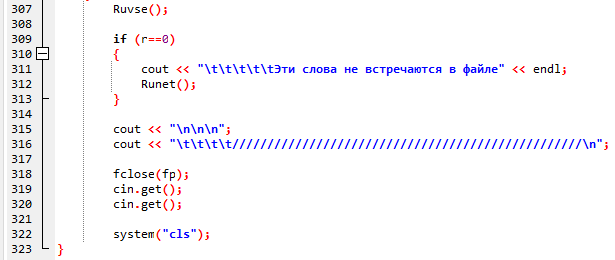 307 Ruvse();
308
309 if (r==0)
310 {
311 cout << "\t\t\t\t\tЭти слова не встречаются в файле" << endl;
312 Runet();
313 }
314
315 cout << "\n\n\n";
316 cout << "\t\t\t\t//////////////////////////////////////////////////\n";
317
318 fclose(fp);
319 cin.get();
320 cin.get();
321
322 system("cls");
323 }